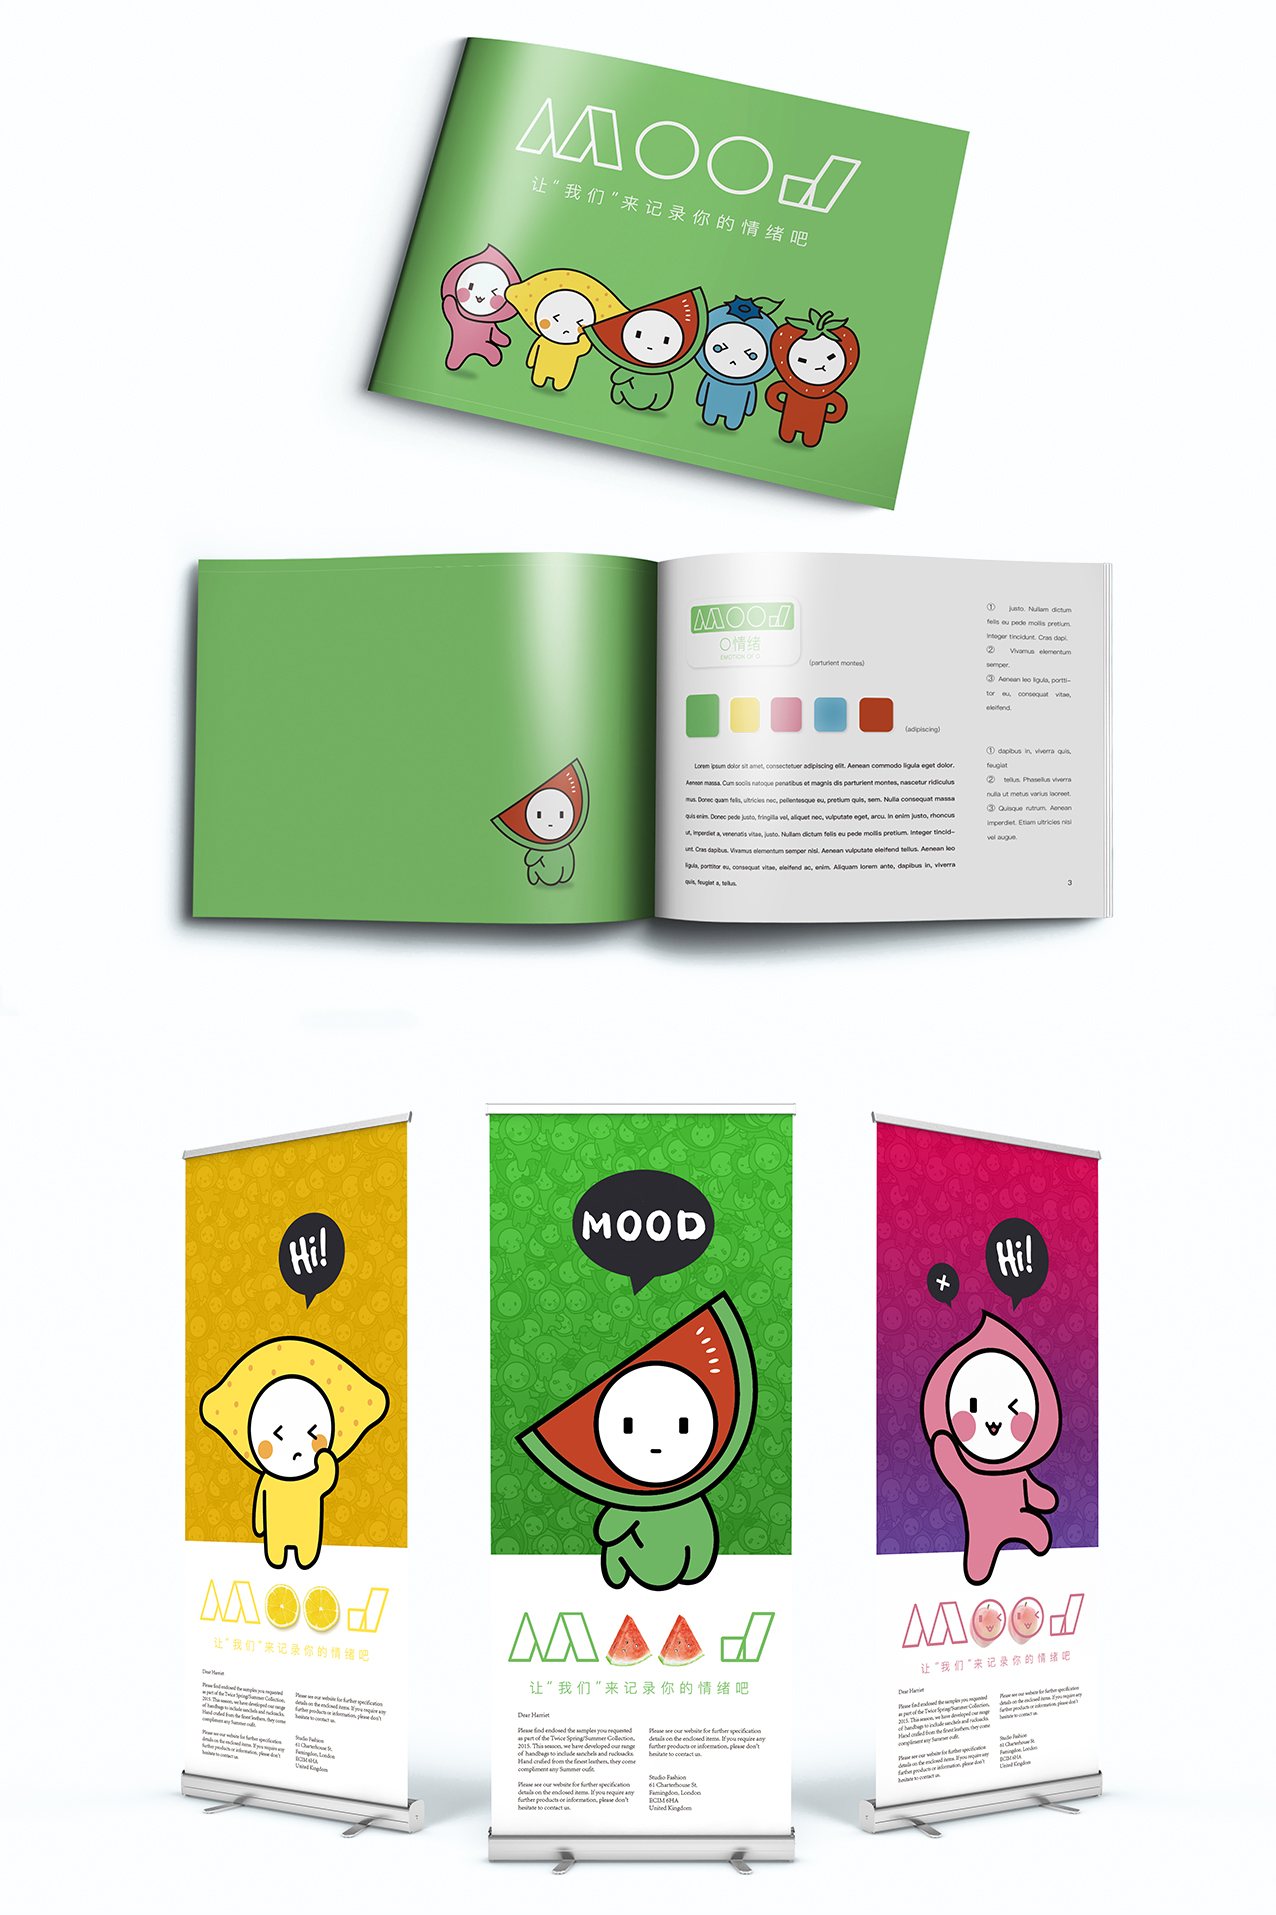 MOOD
让“我们”来记录你的情绪吧
MOOD
O情绪
EMOTION OF O
(parturient montes)
(adipiscing)
Lorem ipsum dolor sit amet, consectetuer adipiscing elit. Aenean commodo ligula eget dolor.
Aenean massa. Cum sociis natoque penatibus et magnis dis parturient montes, nascetur ridiculus
mus. Donec quam felis, ultricies nec, pellentesque eu, pretium quis, sem. Nulla consequat massa
quis enim. Donec pede justo, fringilla vel, aliquet nec, vulputate eget, arcu. In enim justo, rhoncus
ut, imperdiet a, venenatis vitae, justo. Nullam dictum felis eu pede mollis pretium. Integer tincid-
unt. Cras dapibus. Vivamus elementum semper nisi. Aenean vulputate eleifend tellus. Aenean leo
ligula, porttitor eu, consequat vitae, eleifend ac, enim. Aliquam lorem ante, dapibus in, viverra
quis, feugiat a, tellus.
① justo. Nullam dictum
felis eu pede mollis pretium.
Integer tincidunt. Cras dapi.
② Vivamus elementum
semper.
③ Aenean leo ligula, portti-
tor eu, consequat vitae,
eleifend.
① dapibus in, viverra quis,
feugiat
② tellus. Phasellus viverra
nulla ut metus varius laoreet.
③ Quisque rutrum. Aenean
imperdiet. Etiam ultricies nisi
vel augue.
3
Hi!
MOOD
让“我们”来记录你的情绪吧
Dear Harriet
Please find enclosed the samples you requested
as part of the Twice Spring/Summer Collection,
2015. This season, we have developed our range
of handbags to include satchels and rucksacks.
Hand crafted from the finest leathers, they come
compliment any Summer outfit.
Please see our website for further specification
details on the enclosed items. If you require any
further products or information, please don't
hesitate to contact us.
Please see our website for further specification
details on the enclosed items. If you require any
further products or information, please don't
hesitate to contact us.
Studio Fashion
61 Charterhouse St.
Farningdon, London
EC1M 6HA
United Kingdom
MOOD
MOOD
让“我们”来记录你的情绪吧
Dear Harriet
Please find enclosed the samples you requested
as part of the Twice Spring/Summer Collection,
2015. This season, we have developed our range
of handbags to include satchels and rucksacks.
Hand crafted from the finest leathers, they come
compliment any Summer outfit.
Please see our website for further specification
details on the enclosed items. If you require any
further products or information, please don't
hesitate to contact us.
Please see our website for further specification
details on the enclosed items. If you require any
further products or information, please don't
hesitate to contact us.
Studio Fashion
61 Charterhouse St.
Farningdon, London
EC1M 6HA
United Kingdom
×
Hi!
MOOD
让“我们”来记录你的情绪吧
Dear Harriet
Please find enclosed the samples you requested
as part of the Twice Spring/Summer Collection,
2015. This season, we have developed our range
of handbags to include satchels and rucksacks.
Hand crafted from the finest leathers, they come
compliment any Summer outfit.
Please see our website for further specification
details on the enclosed items. If you require any
further products or information, please don't
hesitate to contact us.
Please see our website for further specification
details on the enclosed items. If you require any
further products or information, please don't
hesitate to contact us.
Studio Fashion
61 Charterhouse St.
Farningdon, London
EC1M 6HA
United Kingdom